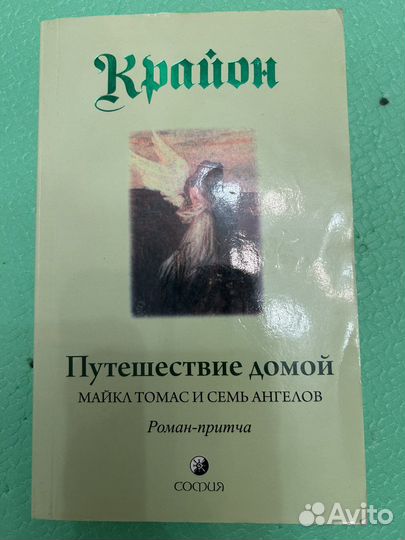 Крайон
Путешествие домой
МАЙКЛ ТОМАС И СЕМЬ АНГЕЛОВ
Роман-притча
СОФИЯ
Avito